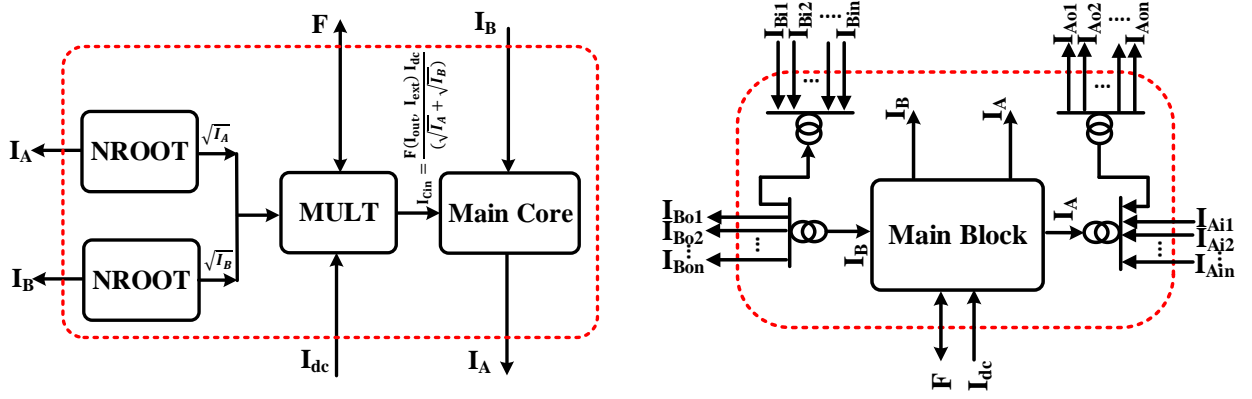 F
I_B
√I_A
I_A
NROOT
√I_B
I_B
NROOT
MULT
I_Cin = F(I_out, I_ext) I_dc / (√I_A + √I_B)
Main Core
I_dc
I_A
I_Bi1
I_Bi2
....
I_Bin
...
I_Ao1
I_Ao2
....
I_Aon
...
I_B
I_A
I_Bo1
I_Bo2
...
I_Bon
...
I_B
Main Block
I_A
I_Ai1
I_Ai2
...
I_Ain
...
F
I_dc